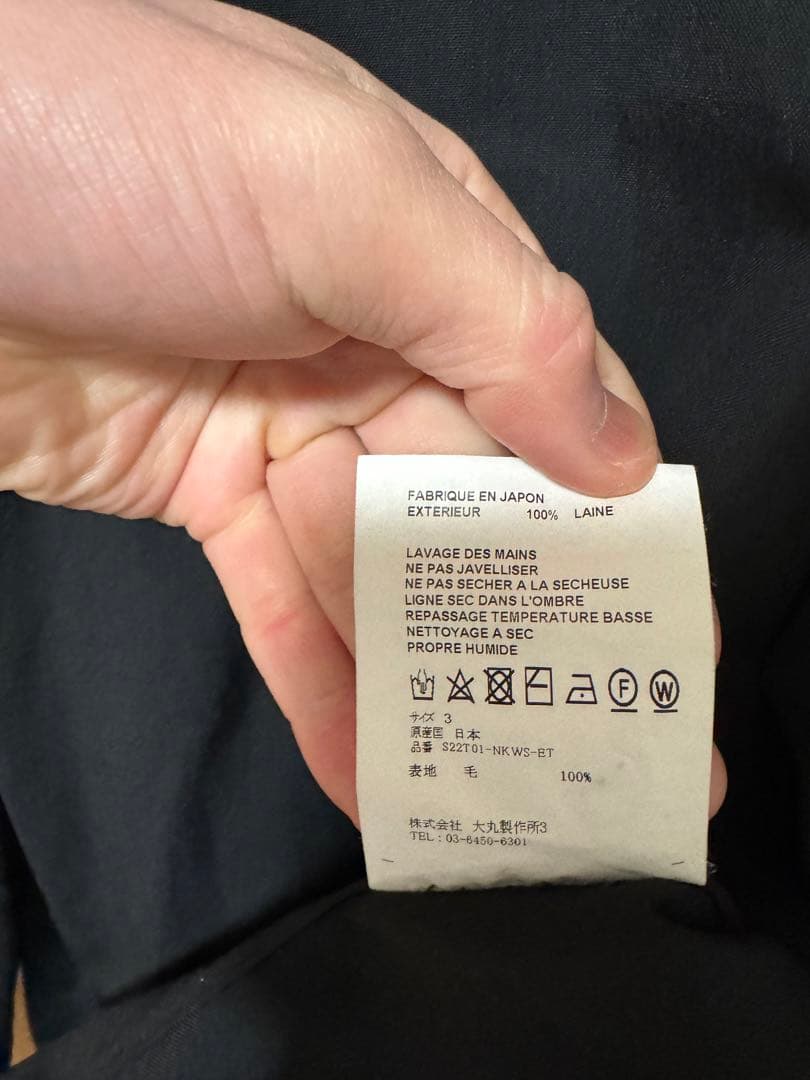 FABRIQUE EN JAPON
EXTERIEUR 100% LAINE
LAVAGE DES MAINS
NE PAS JAVELLISER
NE PAS SECHER A LA SECHEUSE
LIGNE SEC DANS L'OMBRE
REPASSAGE TEMPERATURE BASSE
NETTOYAGE A SEC
PROPRE HUMIDE
F W
サイズ 3
原産国 日本
品番 S22T01-NKWS-ET
表地 毛 100%
株式会社 大丸製作所3
TEL：03-6450-6301